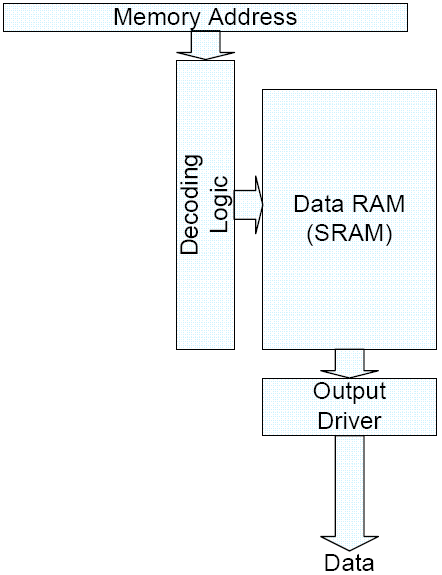 Memory Address
Decoding
Logic
Data RAM
(SRAM)
Output
Driver
Data